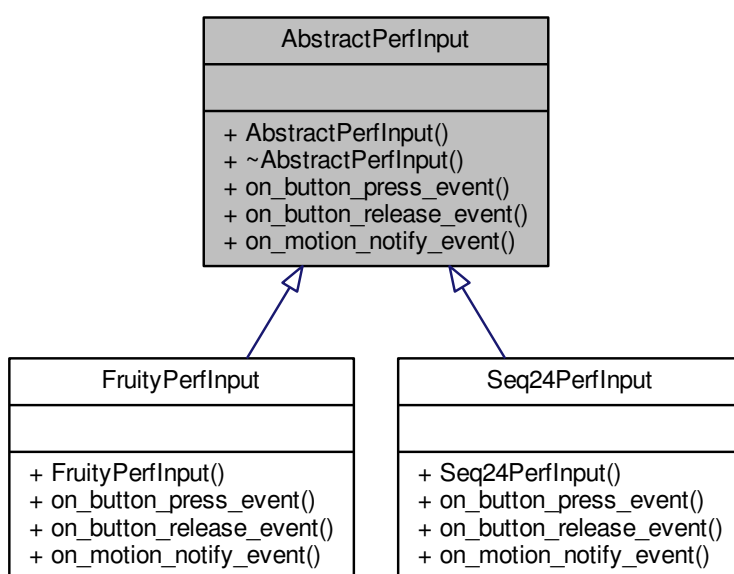 AbstractPerfInput
+ AbstractPerfInput()
+ ~AbstractPerfInput()
+ on_button_press_event()
+ on_button_release_event()
+ on_motion_notify_event()
FruityPerfInput
+ FruityPerfInput()
+ on_button_press_event()
+ on_button_release_event()
+ on_motion_notify_event()
Seq24PerfInput
+ Seq24PerfInput()
+ on_button_press_event()
+ on_button_release_event()
+ on_motion_notify_event()